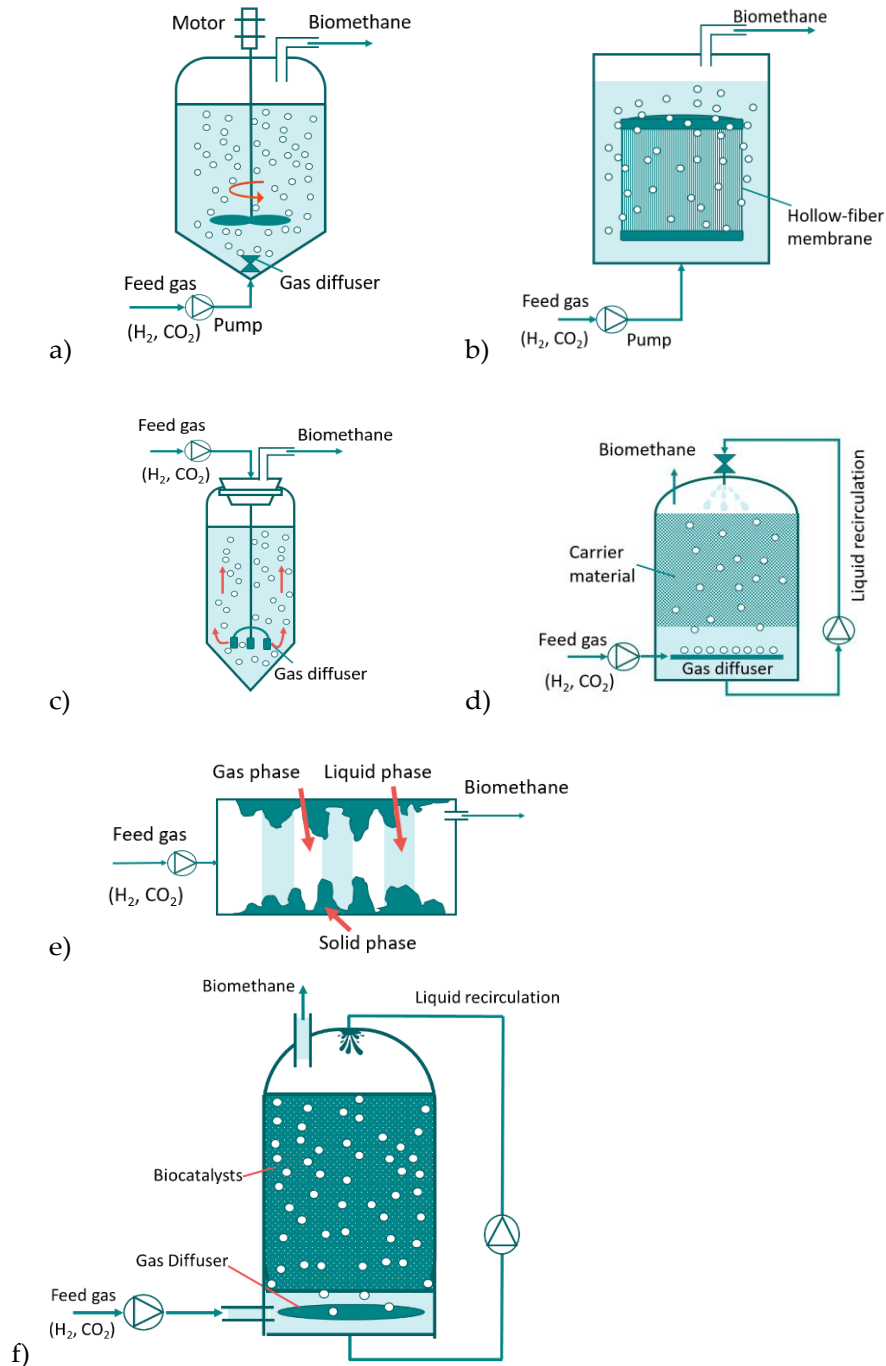 Motor
Biomethane
Feed gas
(H₂, CO₂)
Pump
Gas diffuser
a)
Biomethane
Hollow-fiber
membrane
Feed gas
(H₂, CO₂)
Pump
b)
Feed gas
(H₂, CO₂)
Biomethane
Gas diffuser
c)
Biomethane
Liquid recirculation
Carrier
material
Feed gas
(H₂, CO₂)
Gas diffuser
d)
Gas phase
Liquid phase
Biomethane
Feed gas
(H₂, CO₂)
Solid phase
e)
Biomethane
Liquid recirculation
Biocatalysts
Gas Diffuser
Feed gas
(H₂, CO₂)
f)